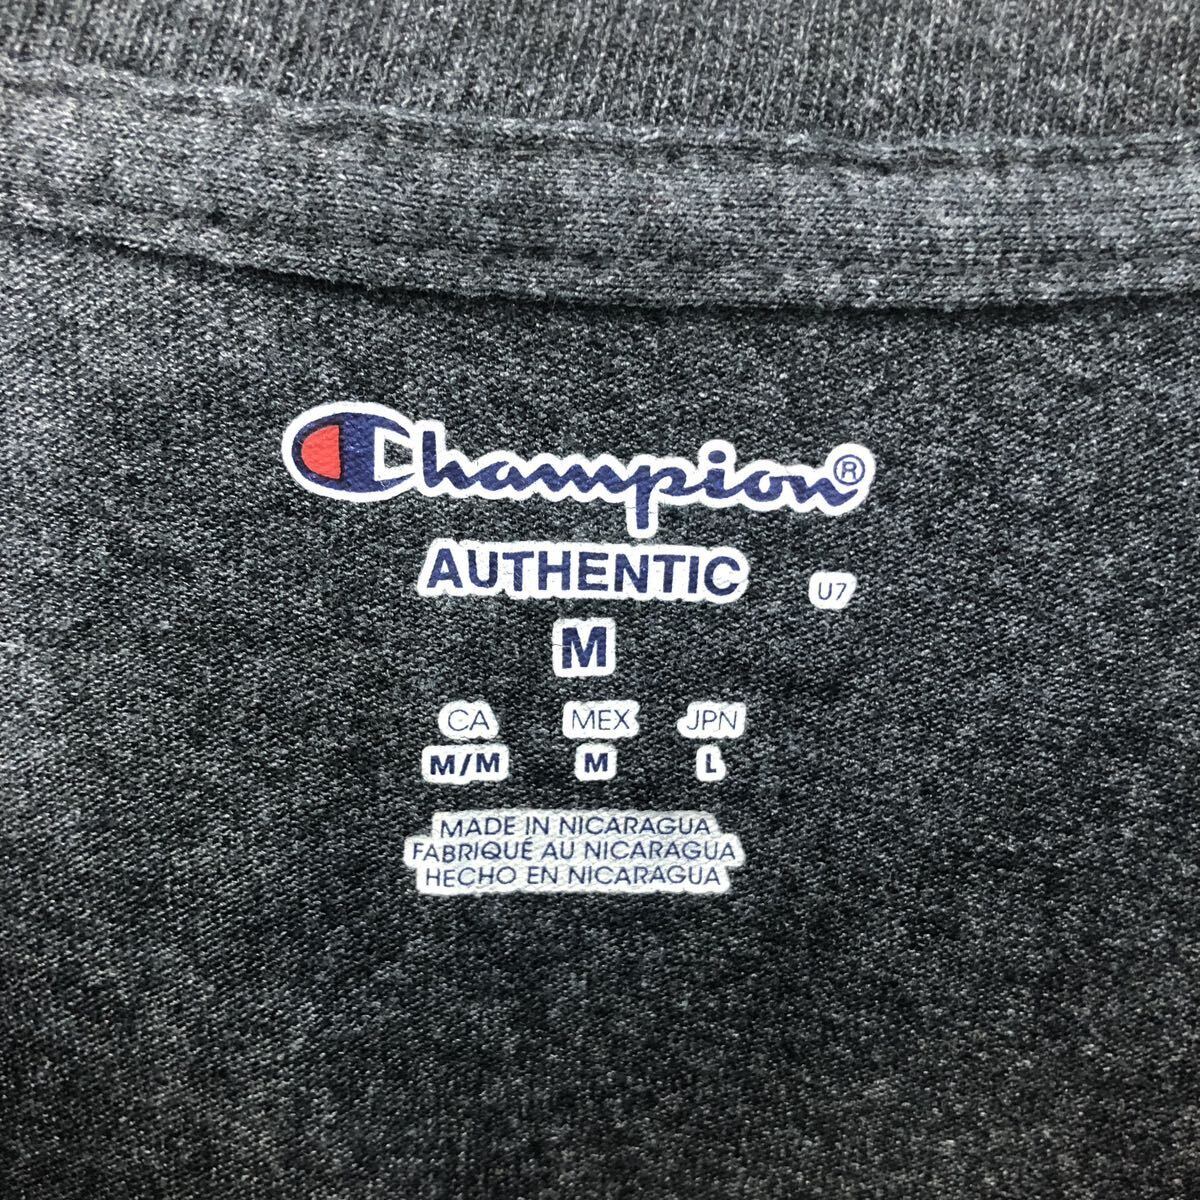 Champion®
AUTHENTIC
U7
M
CA MEX JPN
M/M M L
MADE IN NICARAGUA
FABRIQUÉ AU NICARAGUA
HECHO EN NICARAGUA